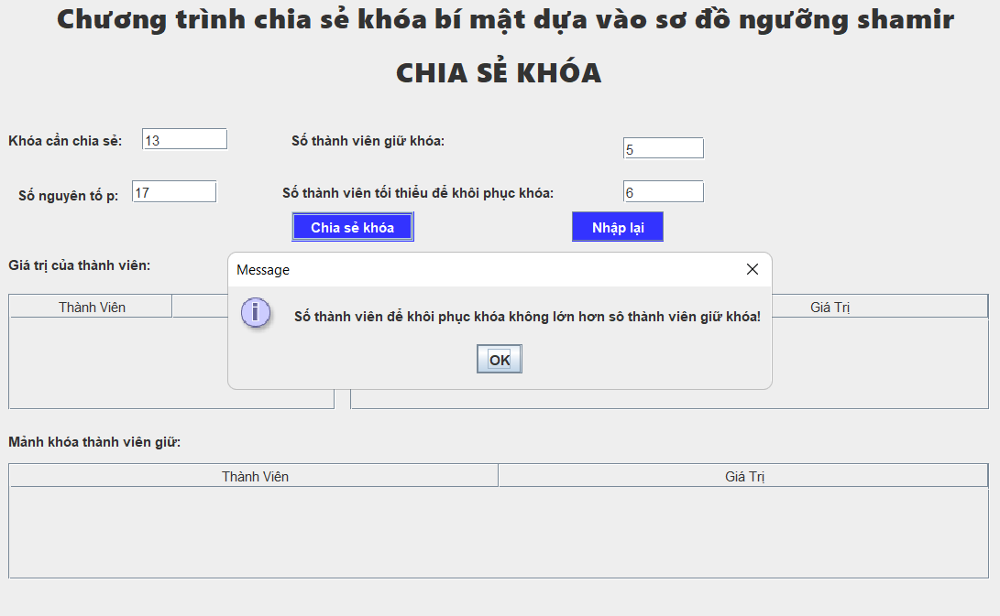 Chương trình chia sẻ khóa bí mật dựa vào sơ đồ ngưỡng shamir
CHIA SẺ KHÓA
Khóa cần chia sẻ: 13 Số thành viên giữ khóa: 5
Số nguyên tố p: 17 Số thành viên tối thiểu để khôi phục khóa: 6
Chia sẻ khóa Nhập lại
Giá trị của thành viên:
Message
Thành Viên Giá Trị
Số thành viên để khôi phục khóa không lớn hơn sô thành viên giữ khóa!
OK
Mảnh khóa thành viên giữ:
Thành Viên Giá Trị